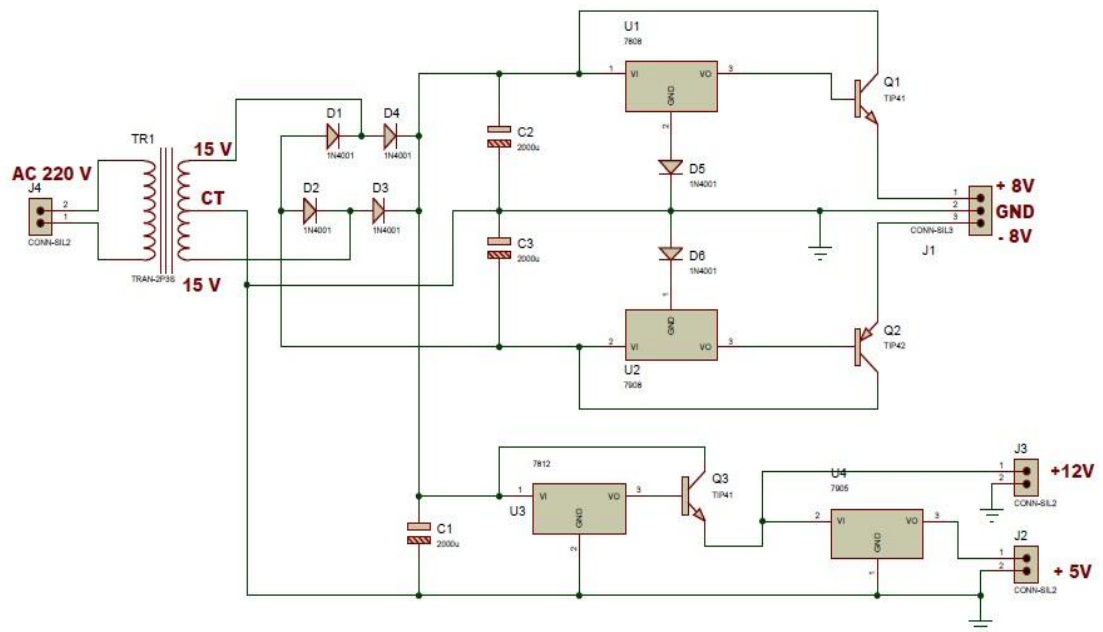 U1
7808
1
VI
VO
3
GND
2
Q1
TIP41
D1
D4
1N4001
1N4001
C2
2000u
TR1
15 V
AC 220 V
J4
2
1
CONN-SIL2
CT
D2
D3
1N4001
1N4001
D5
1N4001
1
2
3
+ 8V
GND
- 8V
CONN-SIL3
J1
C3
2000u
D6
1N4001
TRAN-2P3S
15 V
1
GND
2
VI
VO
3
U2
7908
Q2
TIP42
7812
1
VI
VO
3
U3
GND
2
Q3
TIP41
U4
7905
2
VI
VO
3
GND
1
J3
1
2
+12V
CONN-SIL2
C1
2000u
J2
1
2
+ 5V
CONN-SIL2